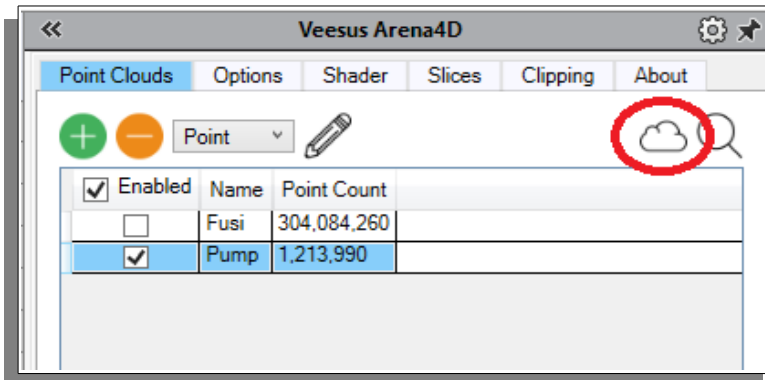 Veesus Arena4D
Point Clouds Options Shader Slices Clipping About
Point
Enabled Name Point Count
Fusi 304,084,260
Pump 1,213,990